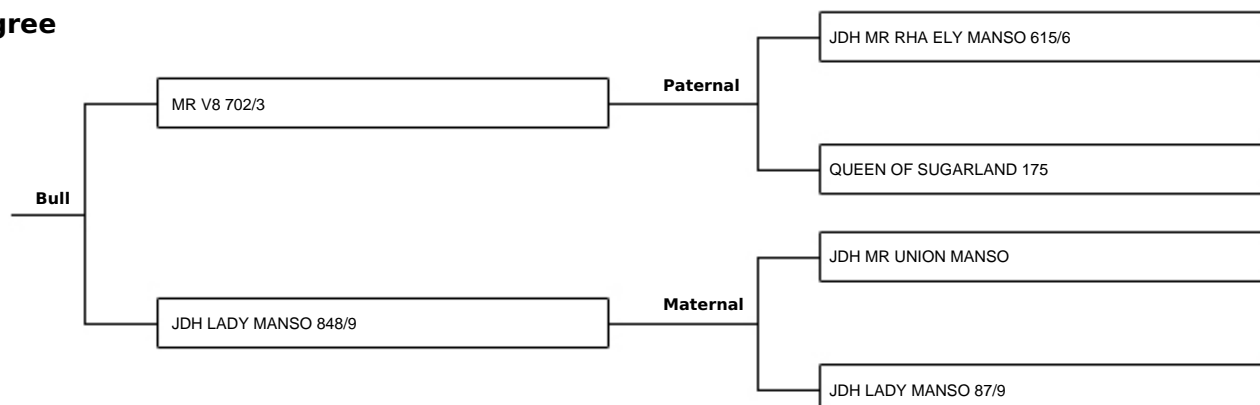 gree
JDH MR RHA ELY MANSO 615/6
Paternal
MR V8 702/3
QUEEN OF SUGARLAND 175
Bull
JDH MR UNION MANSO
Maternal
JDH LADY MANSO 848/9
JDH LADY MANSO 87/9